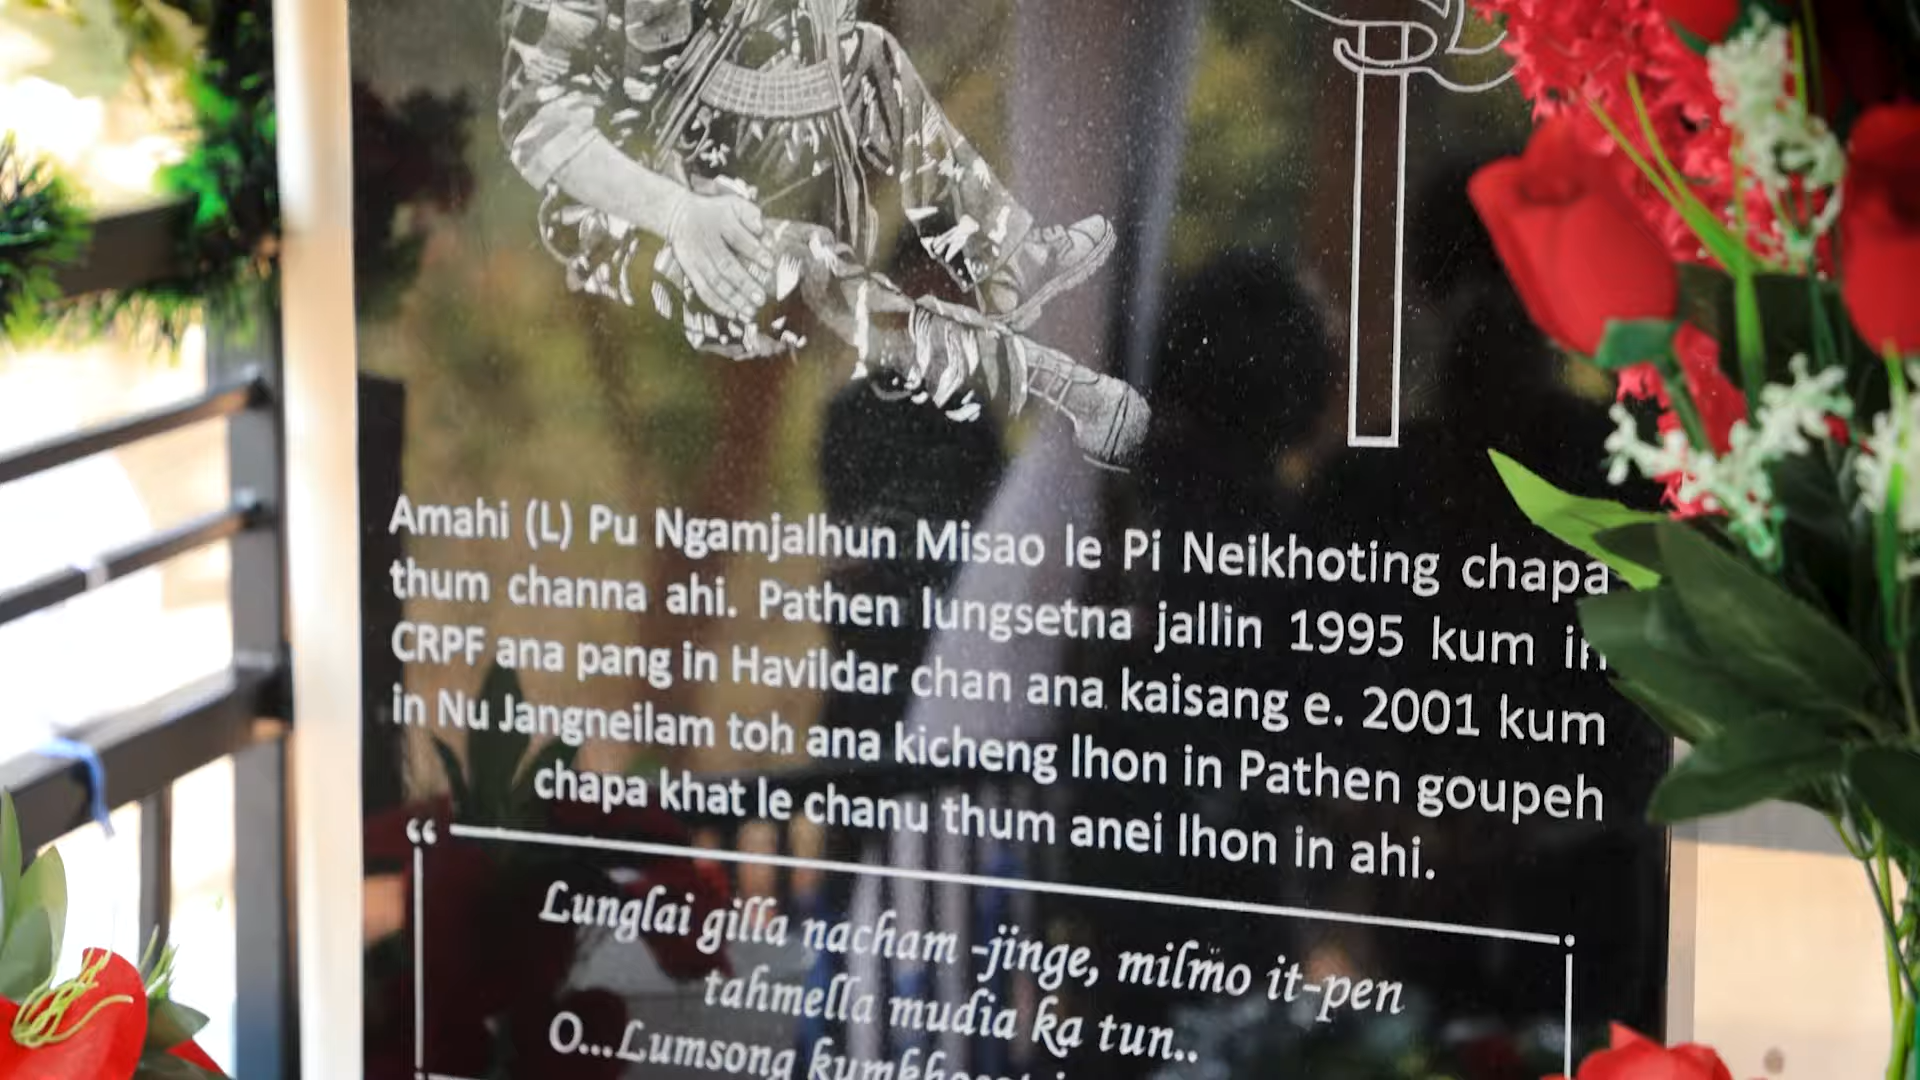 Amahi (L) Pu Ngamjalhun Misao le Pi Neikhoting chapa
thum channa ahi. Pathen lungsetna jallin 1995 kum in
CRPF ana pang in Havildar chan ana kaisang e. 2001 kum
in Nu Jangneilam toh ana kicheng lhon in Pathen goupeh
chapa khat le chanu thum anei lhon in ahi.
“
Lunglai gilla nacham -jinge, milmo it-pen
tahmella mudia ka tun..
O...Lumsong